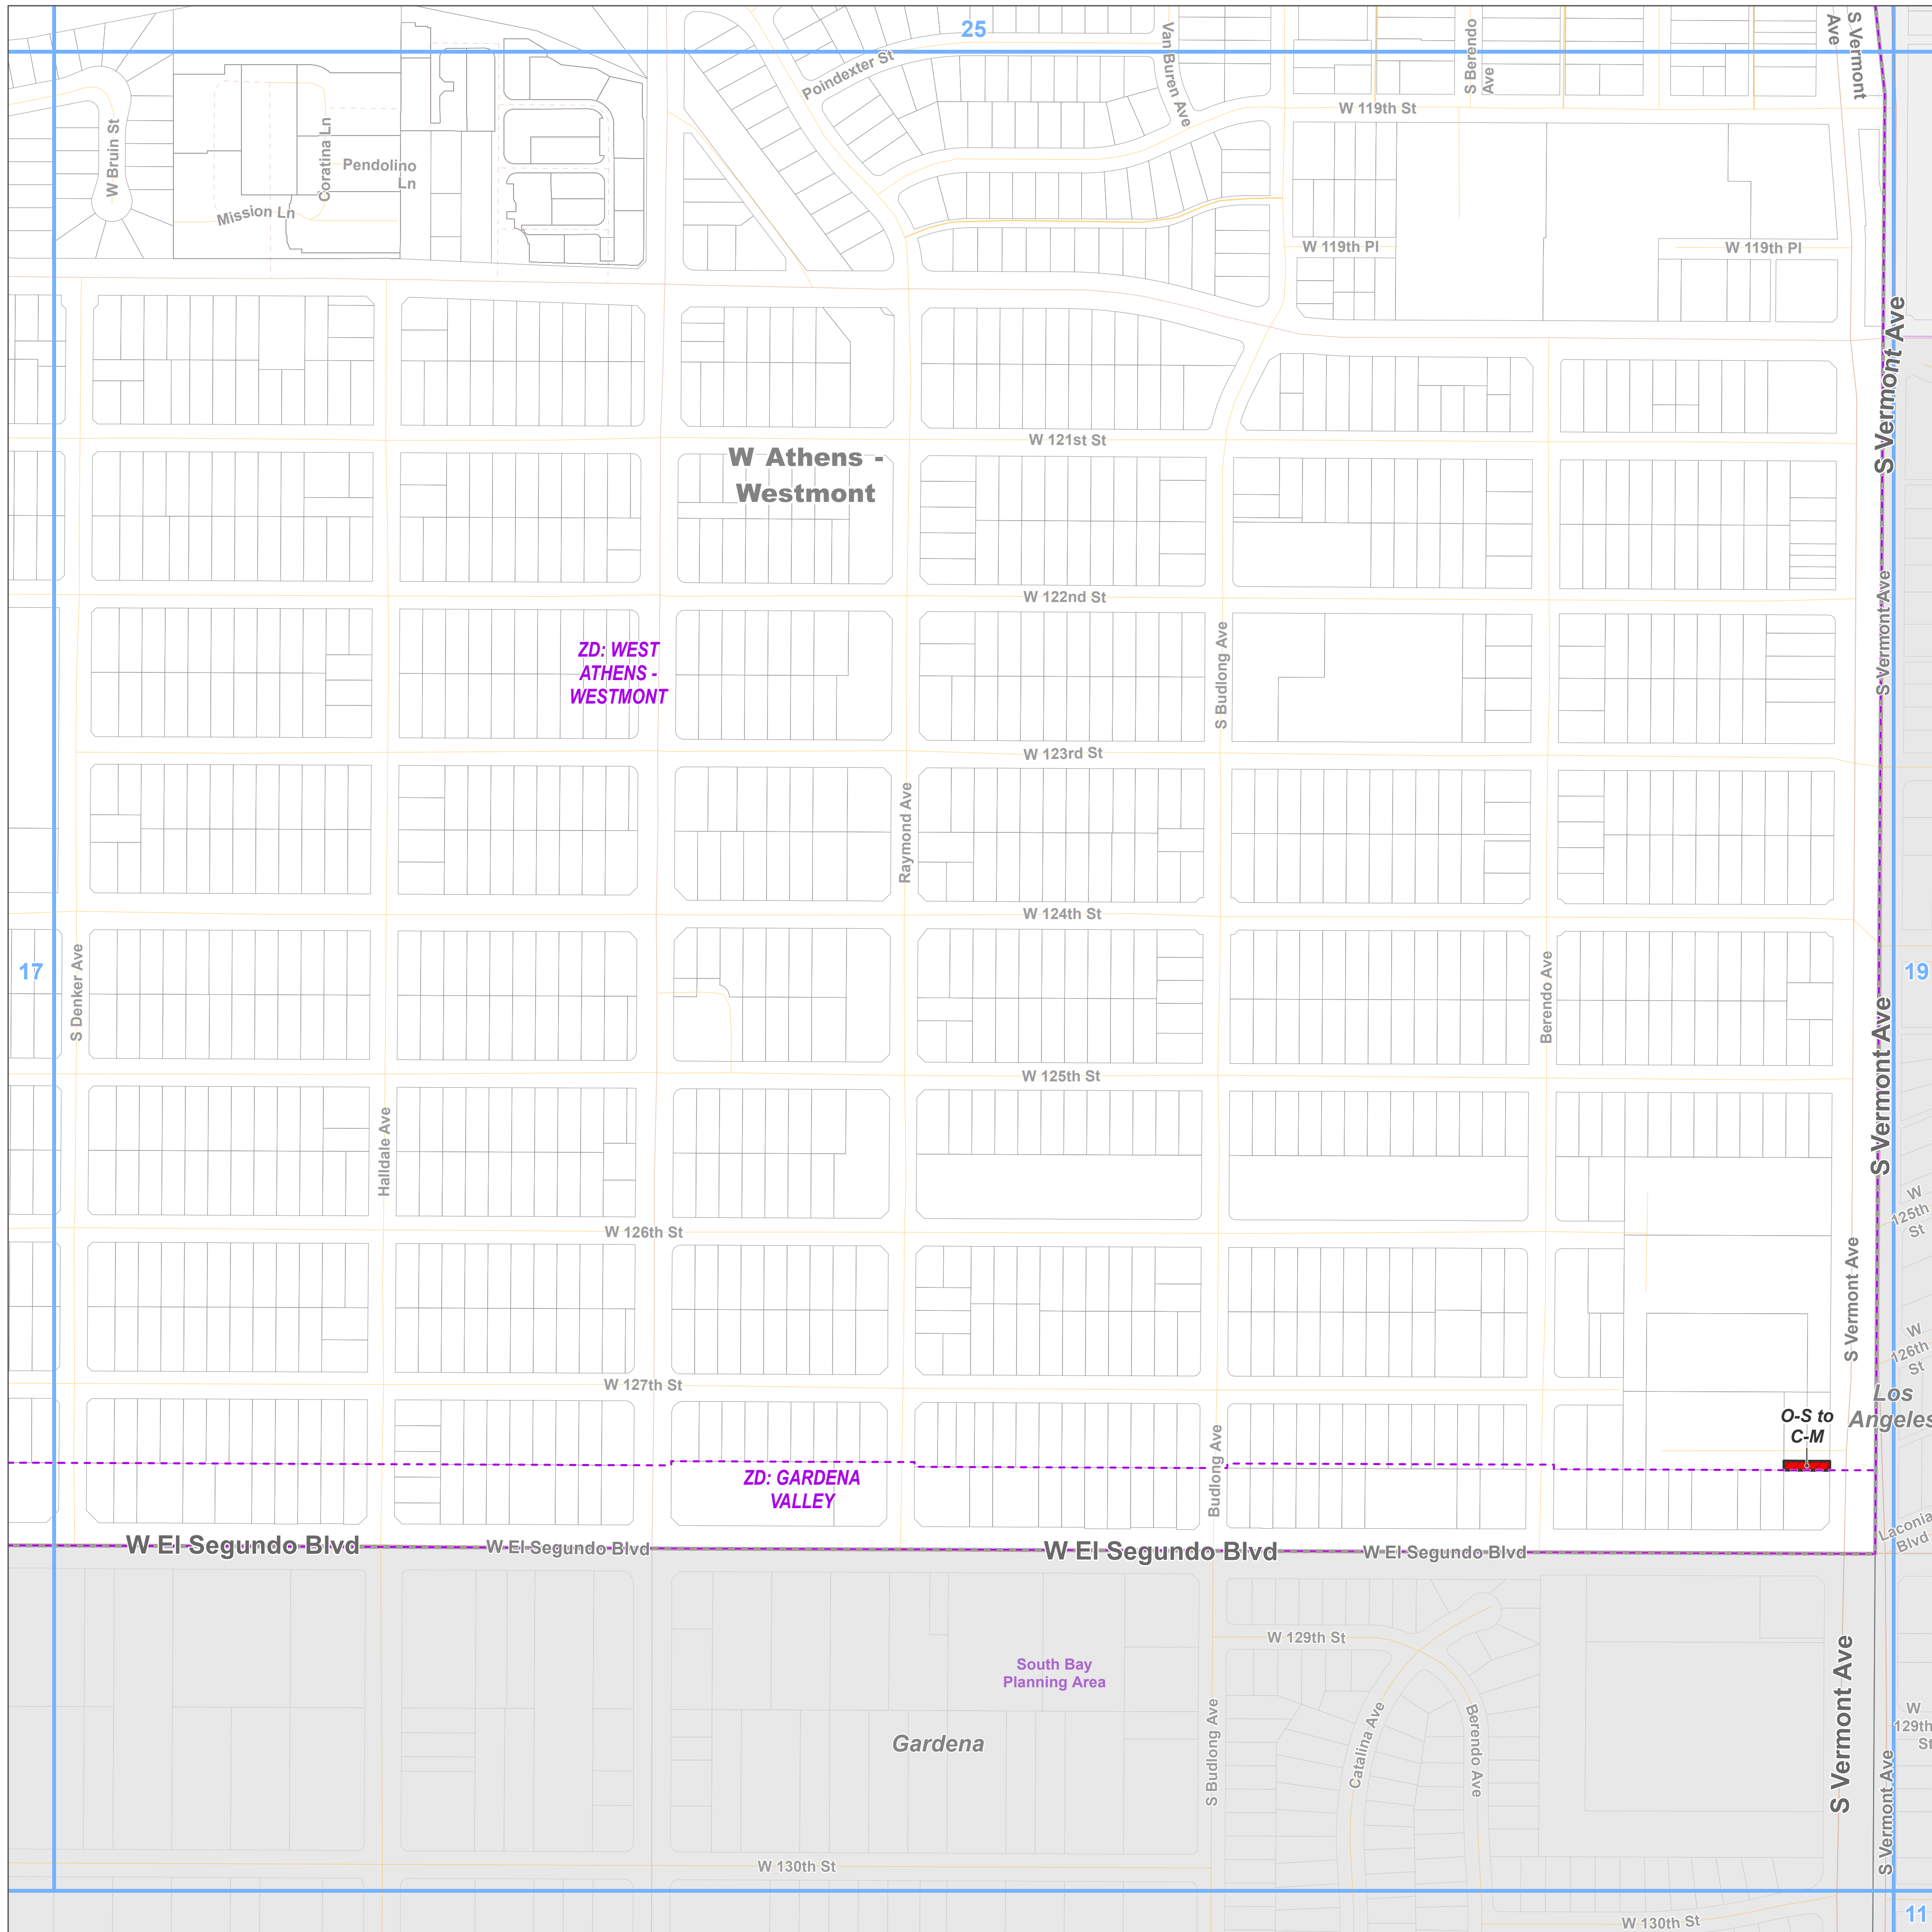 25
Poindexter St
Van Buren Ave
S Berendo
Ave
S Vermont
Ave
W 119th St
W Bruin St
Coratina Ln
Pendolino
Ln
Mission Ln
W 119th Pl
W 119th Pl
S Vermont Ave
W 121st St
W Athens -
Westmont
W 122nd St
S Vermont Ave
ZD: WEST
ATHENS -
WESTMONT
S Budlong Ave
W 123rd St
Raymond Ave
W 124th St
17
S Denker Ave
Berendo Ave
19
S Vermont Ave
W 125th St
Halldale Ave
W
125th
St
W 126th St
S Vermont Ave
W
126th
St
W 127th St
Los
Angeles
O-S to
C-M
Budlong Ave
ZD: GARDENA
VALLEY
W El Segundo Blvd
W El Segundo Blvd
W El Segundo Blvd
W El Segundo Blvd
Laconia
Blvd
W 129th St
South Bay
Planning Area
S Vermont Ave
Gardena
S Budlong Ave
Catalina Ave
Berendo Ave
W
129th
St
S Vermont Ave
W 130th St
W 130th St
11